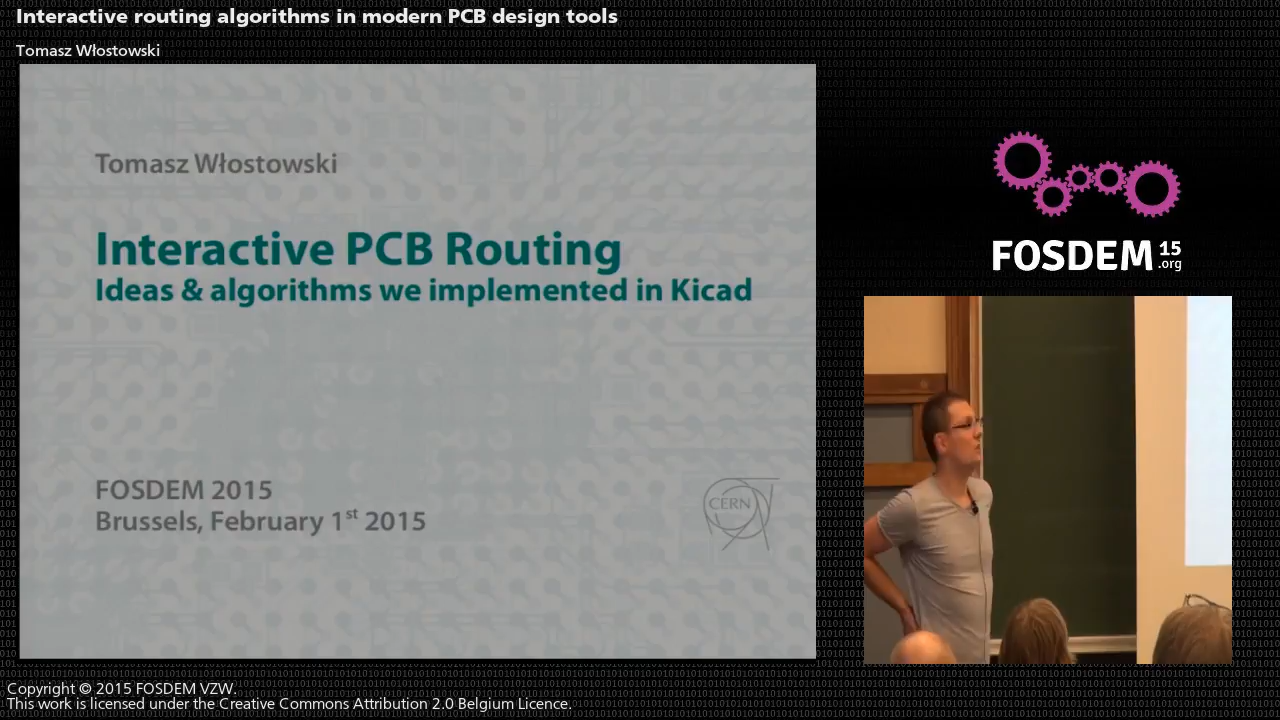 Interactive routing algorithms in modern PCB design tools
Tomasz Włostowski
Tomasz Włostowski
Interactive PCB Routing
Ideas & algorithms we implemented in Kicad
FOSDEM 2015
Brussels, February 1st 2015
CERN
FOSDEM 15 .org
Copyright © 2015 FOSDEM VZW.
This work is licensed under the Creative Commons Attribution 2.0 Belgium Licence.